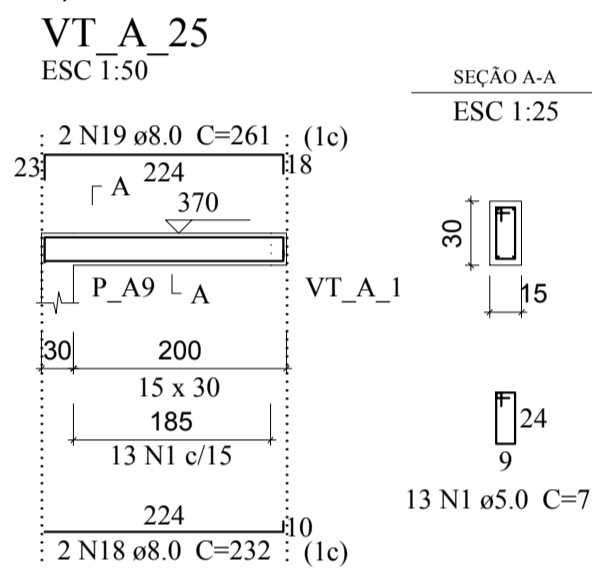 VT_A_25
ESC 1:50
SEÇÃO A-A
ESC 1:25
2 N19 ø8.0 C=261 (1c)
23 224 18
A
370
30
15
P_A9 A VT_A_1
30 200
15 x 30
185
13 N1 c/15
24
9
13 N1 ø5.0 C=7
224 10
2 N18 ø8.0 C=232 (1c)